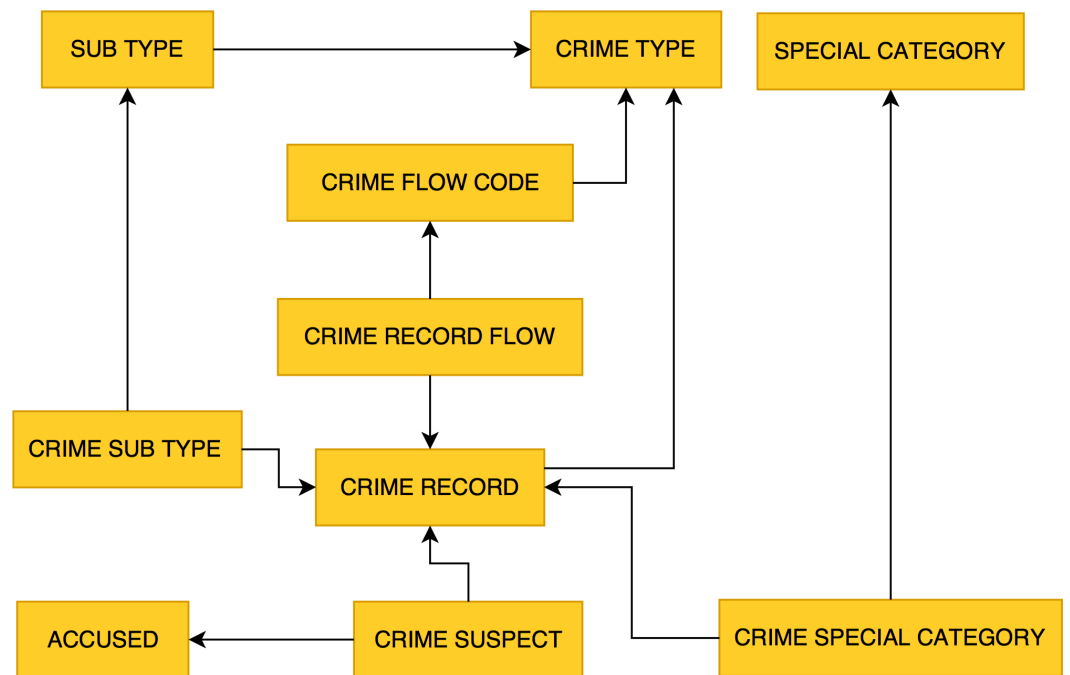 SUB TYPE
CRIME TYPE
SPECIAL CATEGORY
CRIME FLOW CODE
CRIME RECORD FLOW
CRIME SUB TYPE
CRIME RECORD
ACCUSED
CRIME SUSPECT
CRIME SPECIAL CATEGORY